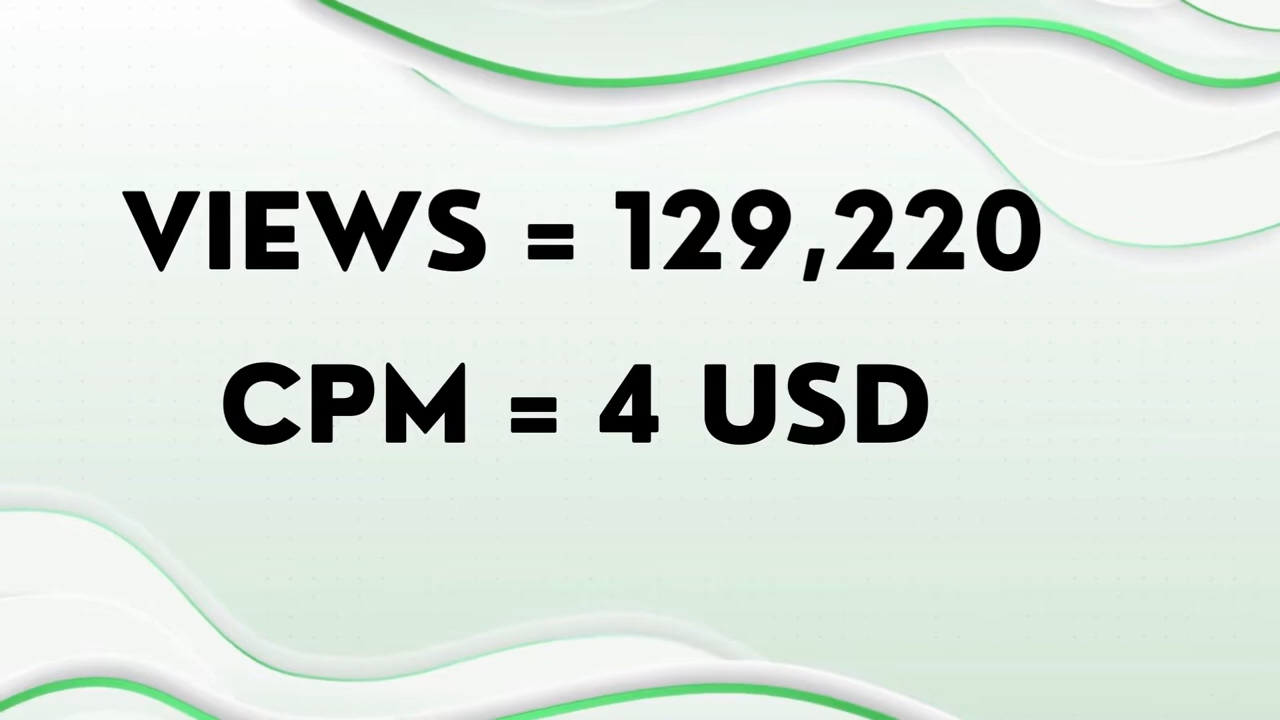 VIEWS = 129,220
CPM = 4 USD